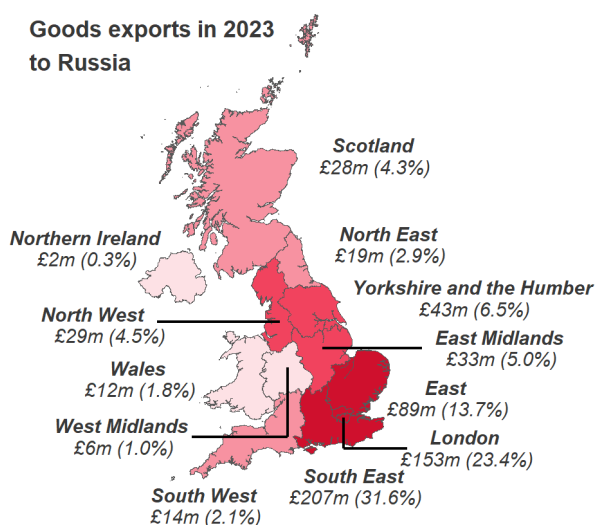 Goods exports in 2023
to Russia
Scotland
£28m (4.3%)
Northern Ireland
£2m (0.3%)
North East
£19m (2.9%)
Yorkshire and the Humber
£43m (6.5%)
North West
£29m (4.5%)
East Midlands
£33m (5.0%)
Wales
£12m (1.8%)
East
£89m (13.7%)
West Midlands
£6m (1.0%)
London
£153m (23.4%)
South East
£207m (31.6%)
South West
£14m (2.1%)